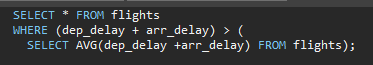 SELECT * FROM flights
WHERE (dep_delay + arr_delay) > (
  SELECT AVG(dep_delay +arr_delay) FROM flights);